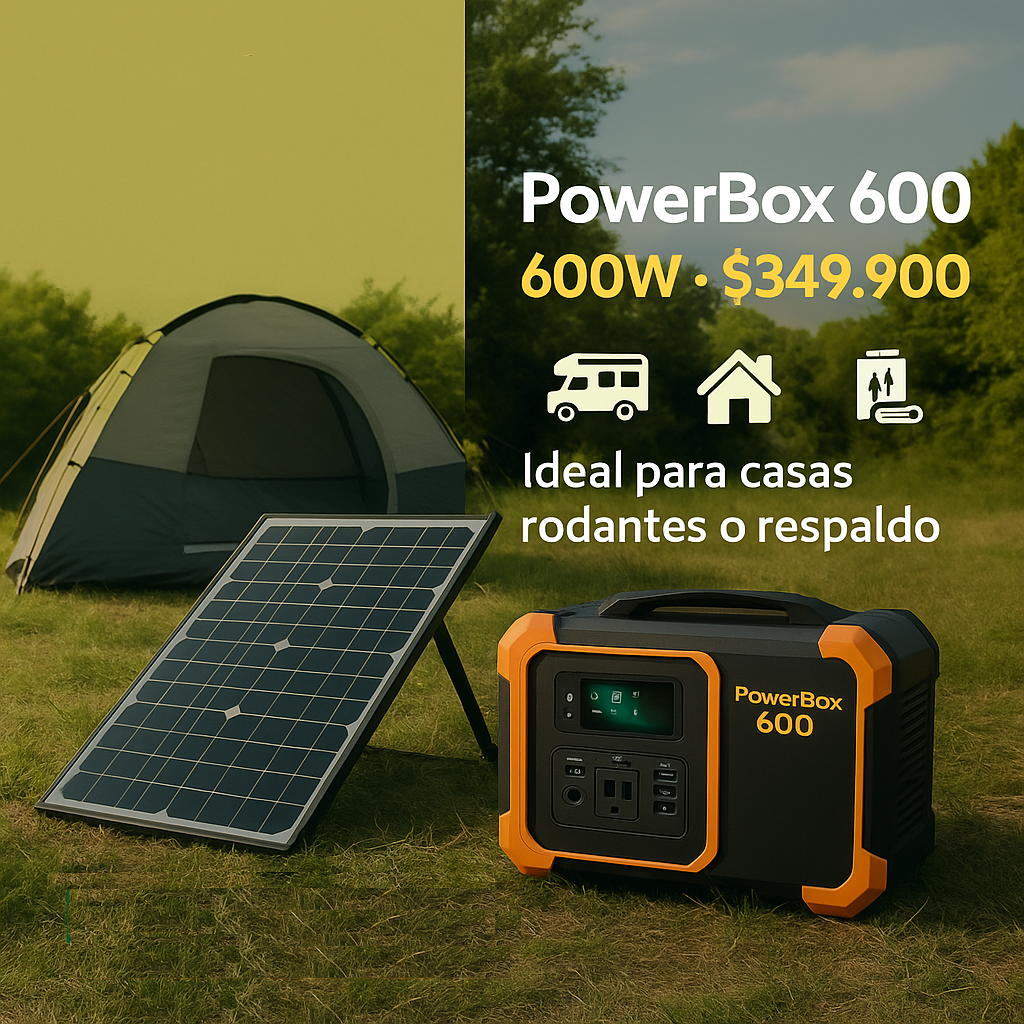 PowerBox 600
600W · $349.900
Ideal para casas
rodantes o respaldo
PowerBox
600